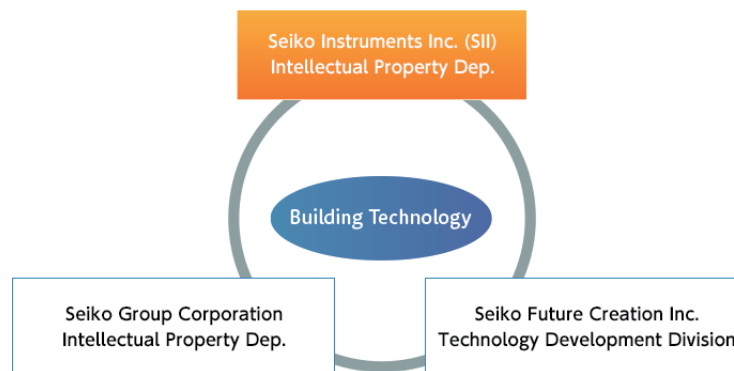 Seiko Instruments Inc. (SII)
Intellectual Property Dep.
Building Technology
Seiko Group Corporation
Intellectual Property Dep.
Seiko Future Creation Inc.
Technology Development Division